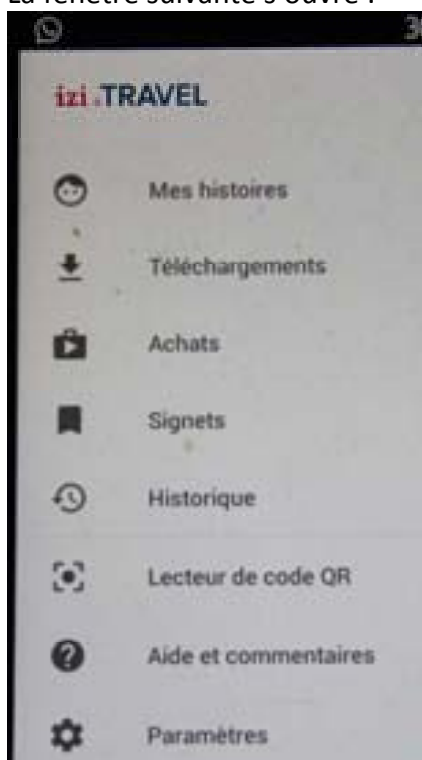 La fenêtre suivante s'ouvre :
izi.TRAVEL
Mes histoires
Téléchargements
Achats
Signets
Historique
Lecteur de code QR
Aide et commentaires
Paramètres